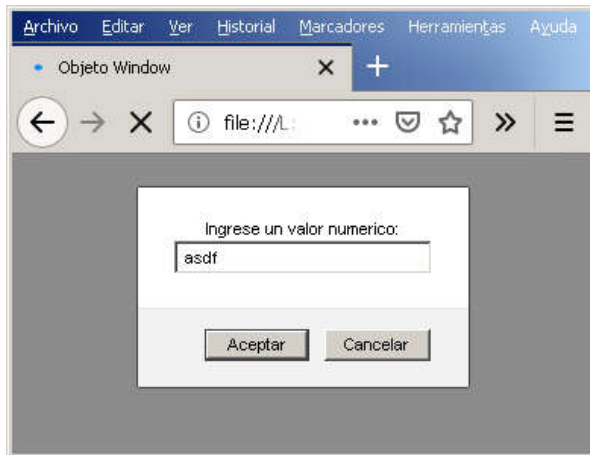 Archivo Editar Ver Historial Marcadores Herramientas Ayuda
Objeto Window
file:///L:
Ingrese un valor numerico:
asdf
Aceptar Cancelar